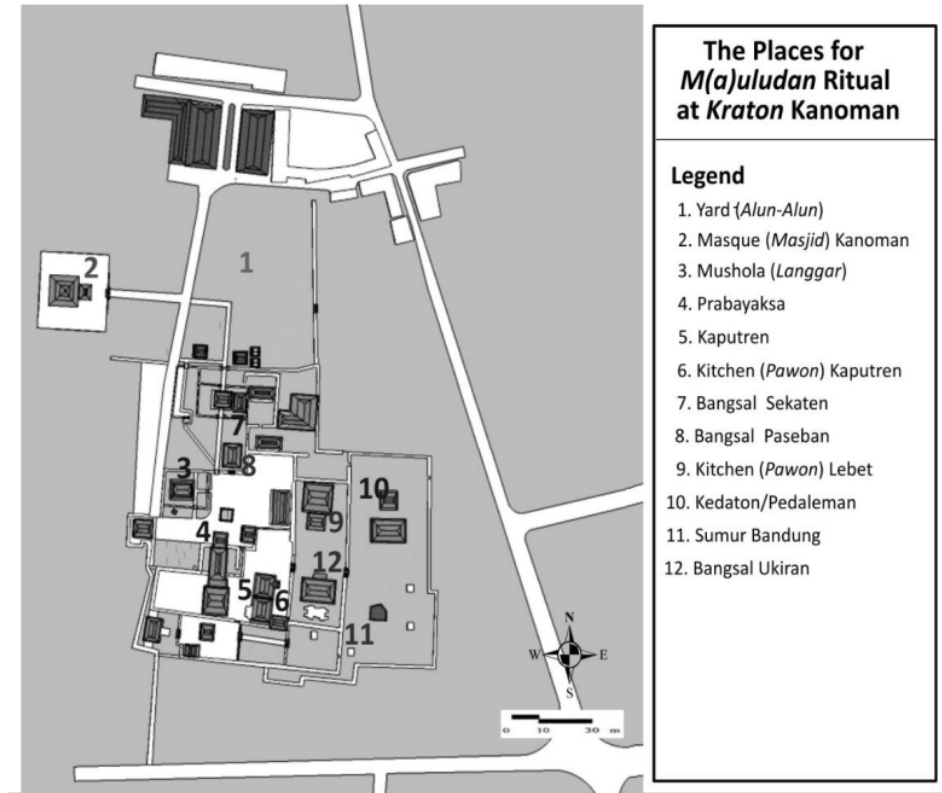 The Places for
M(a)uludan Ritual
at Kraton Kanoman
Legend
1. Yard (Alun-Alun)
2. Masque (Masjid) Kanoman
3. Mushola (Langgar)
4. Prabayaksa
5. Kaputren
6. Kitchen (Pawon) Kaputren
7. Bangsal Sekaten
8. Bangsal Paseban
9. Kitchen (Pawon) Lebet
10. Kedaton/Pedaleman
11. Sumur Bandung
12. Bangsal Ukiran
1
2
7
8
3
10
9
4
12
5
6
11
N
W
E
S
0 10 30 m